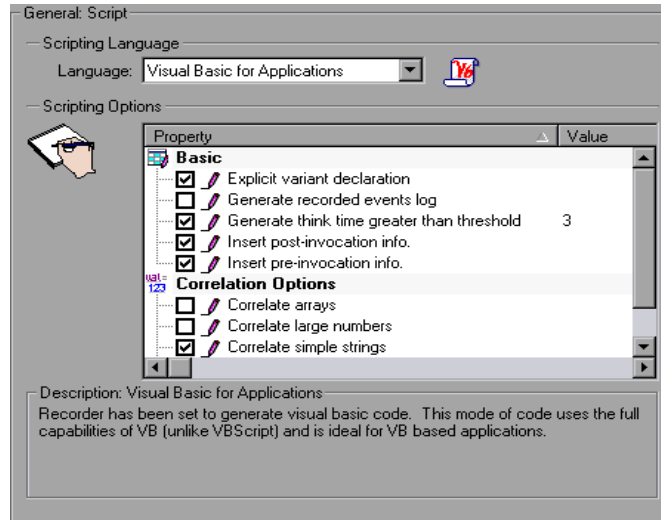 General: Script
Scripting Language
Language: Visual Basic for Applications
Scripting Options
Property Value
Basic
Explicit variant declaration
Generate recorded events log
Generate think time greater than threshold 3
Insert post-invocation info.
Insert pre-invocation info.
val= 123 Correlation Options
Correlate arrays
Correlate large numbers
Correlate simple strings
Description: Visual Basic for Applications
Recorder has been set to generate visual basic code. This mode of code uses the full
capabilities of VB (unlike VBScript) and is ideal for VB based applications.